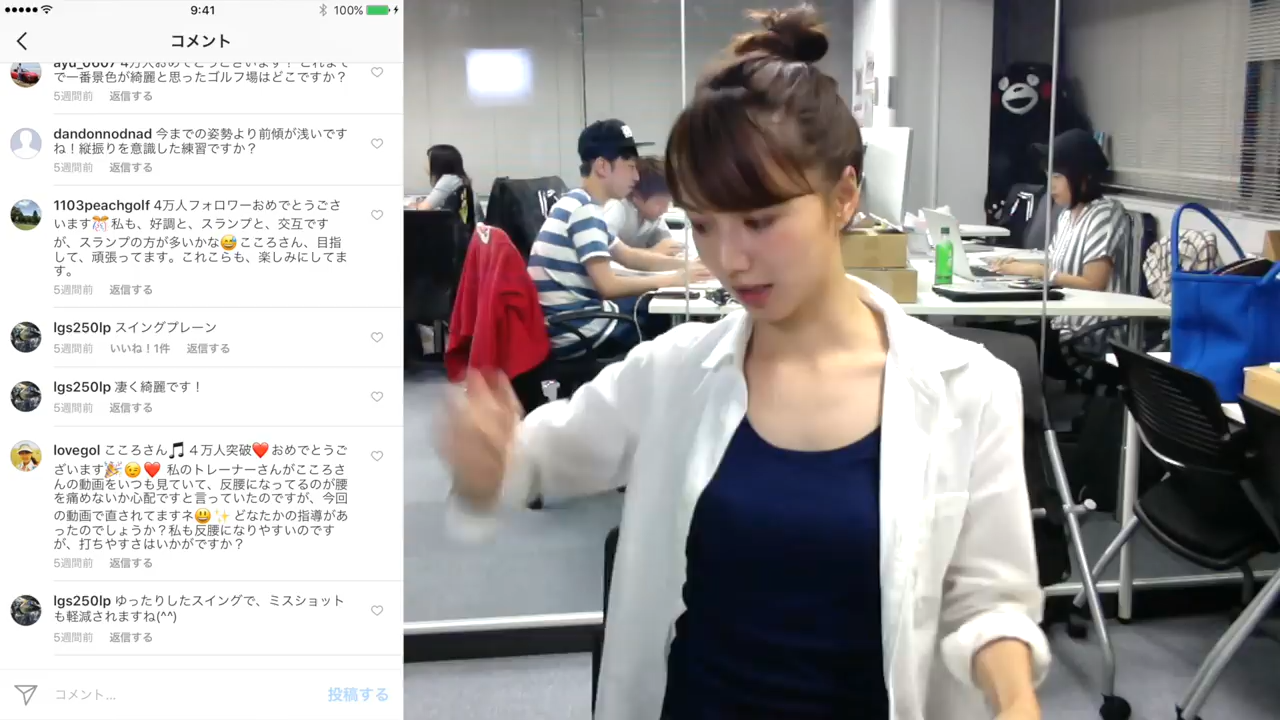 9:41
100%
コメント
ayu_0607 4万人おめでとうございます！これまで
で一番景色が綺麗と思ったゴルフ場はどこですか？
5週間前 返信する
dandonnodnad 今までの姿勢より前傾が浅いです
ね！縦振りを意識した練習ですか？
5週間前 返信する
1103peachgolf 4万人フォロワーおめでとうござ
います🎊 私も、好調と、スランプと、交互です
が、スランプの方が多いかな😅 こころさん、目指
して、頑張ってます。これこらも、楽しみにしてま
す。
5週間前 返信する
lgs250lp スイングプレーン
5週間前 いいね！1件 返信する
lgs250lp 凄く綺麗です！
5週間前 返信する
lovegol こころさん🎵４万人突破❤️おめでとうご
ざいます🎉😉❤️ 私のトレーナーさんがこころさ
んの動画をいつも見ていて、反腰になってるのが腰
を痛めないか心配ですと言っていたのですが、今回
の動画で直されてますネ😃✨ どなたかの指導があ
ったのでしょうか？私も反腰になりやすいのです
が、打ちやすさはいかがですか？
5週間前 返信する
lgs250lp ゆったりしたスイングで、ミスショット
も軽減されますね(^^)
5週間前 返信する
コメント...
投稿する